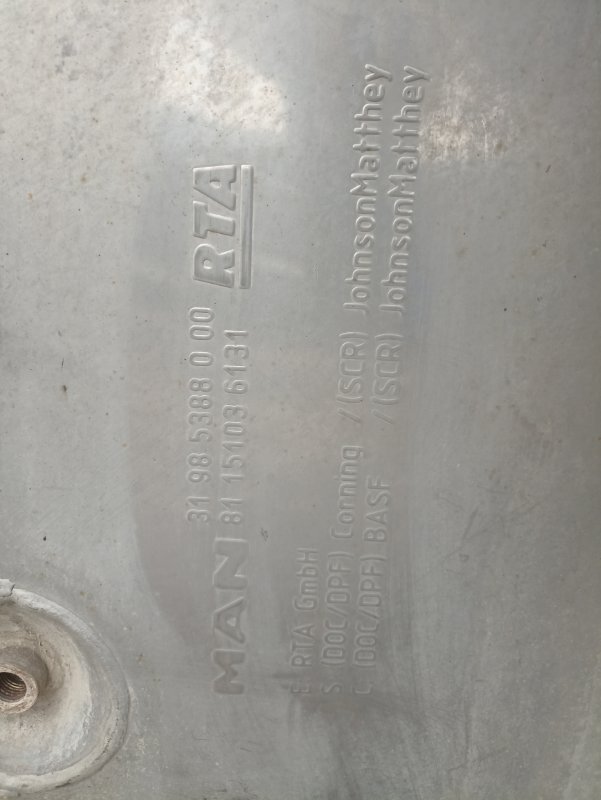 31 98 5388 0 00
MAN 81 15103 6131 RTA
E RTA GmbH
S (DOC/DPF) Corning /(SCR) JohnsonMatthey
C (DOC/DPF) BASF /(SCR) JohnsonMatthey